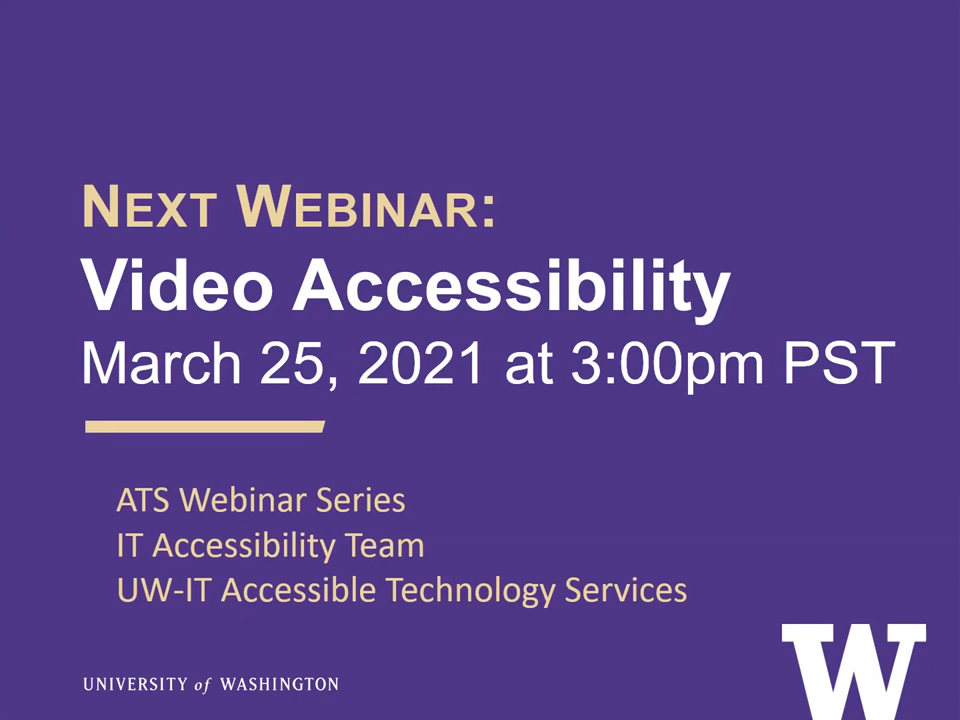 NEXT WEBINAR:
Video Accessibility
March 25, 2021 at 3:00pm PST
ATS Webinar Series
IT Accessibility Team
UW-IT Accessible Technology Services
UNIVERSITY of WASHINGTON
W